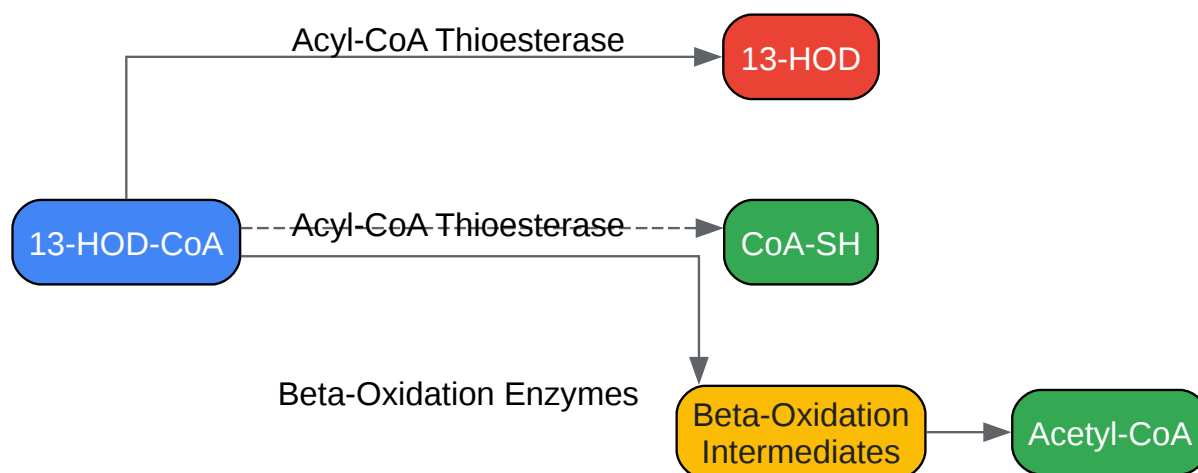 Acyl-CoA Thioesterase
13-HOD
13-HOD-CoA
Acyl-CoA Thioesterase
CoA-SH
Beta-Oxidation Enzymes
Beta-Oxidation
Intermediates
Acetyl-CoA